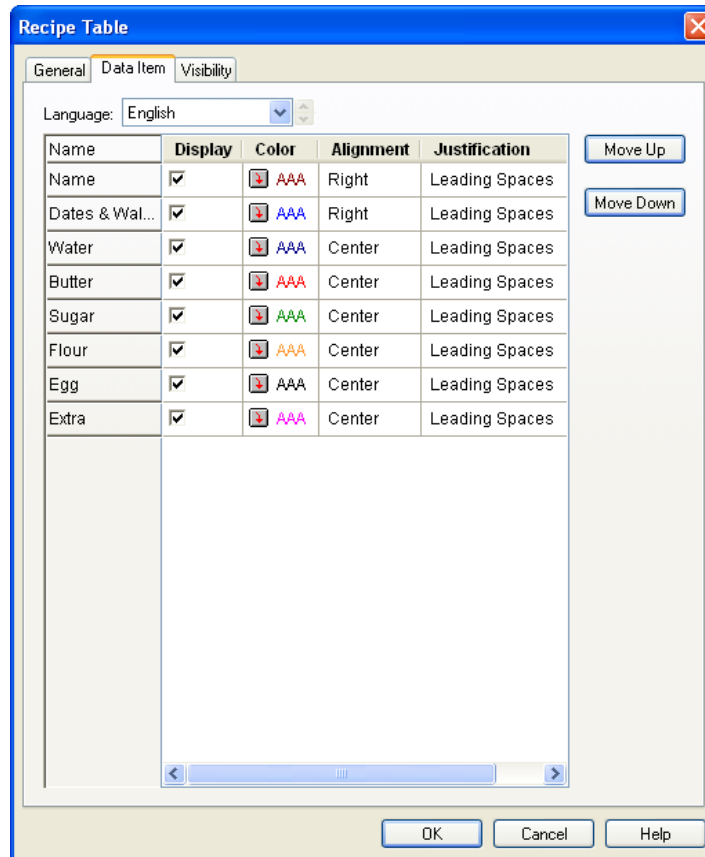 Recipe Table
General Data Item Visibility
Language: English
Name Display Color Alignment Justification Move Up
Name AAA Right Leading Spaces
Dates & Wal... AAA Right Leading Spaces Move Down
Water AAA Center Leading Spaces
Butter AAA Center Leading Spaces
Sugar AAA Center Leading Spaces
Flour AAA Center Leading Spaces
Egg AAA Center Leading Spaces
Extra AAA Center Leading Spaces
OK Cancel Help